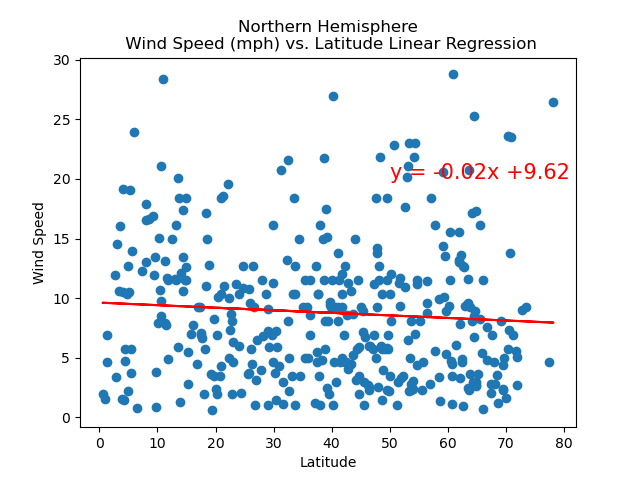 Northern Hemisphere
Wind Speed (mph) vs. Latitude Linear Regression
30
25
20
15
10
5
0
Wind Speed
y = -0.02x +9.62
0 10 20 30 40 50 60 70 80
Latitude